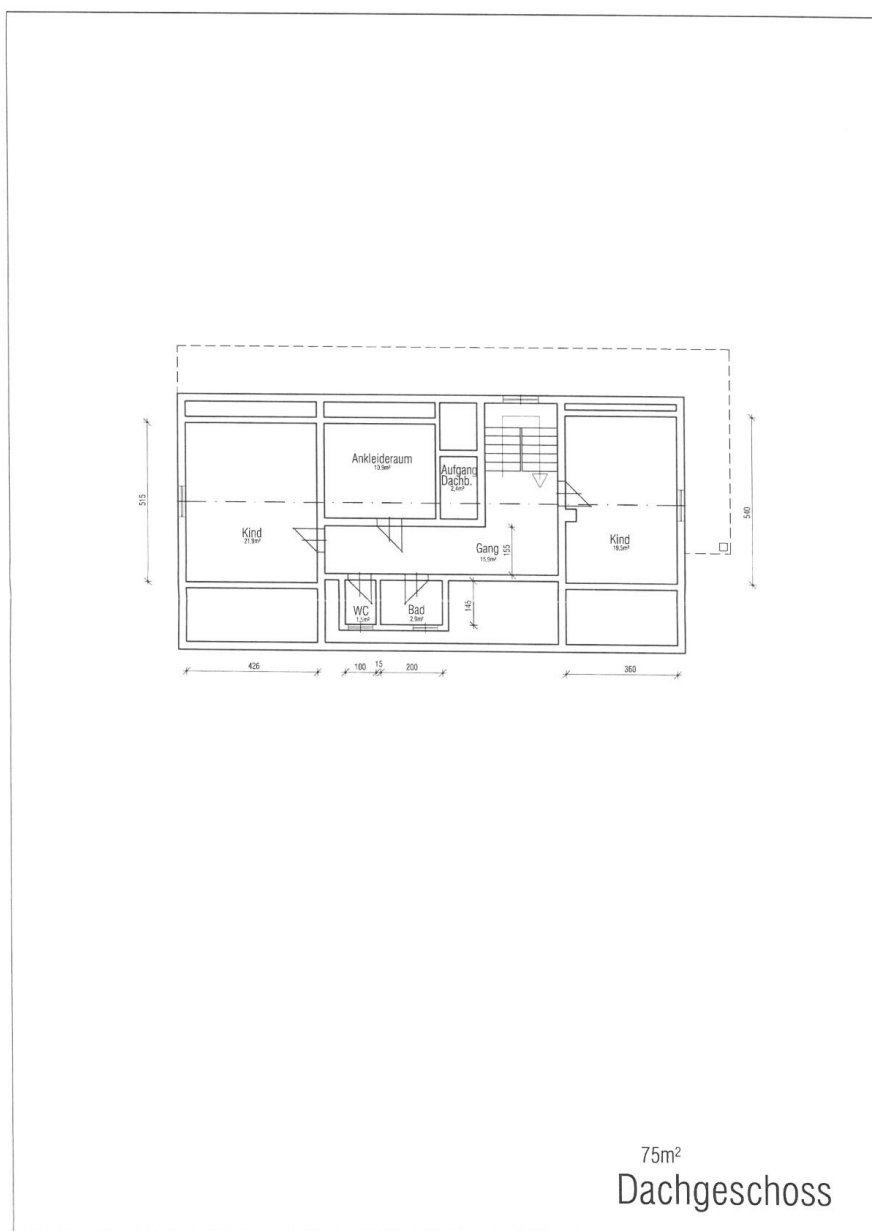 Ankleideraum
10,9m²
Aufgang
Dachb.
2,4m²
515
540
Kind
21,9m²
Gang
15,9m²
155
Kind
19,5m²
WC
1,5m²
Bad
2,9m²
145
426
100
15
200
360
75m²
Dachgeschoss